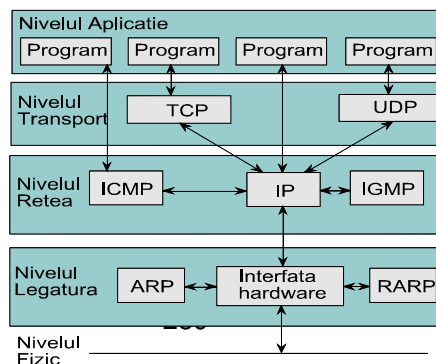 Nivelul Aplicatie
Program Program Program Program
Nivelul
Transport
TCP
UDP
Nivelul
Retea
ICMP
IP
IGMP
Nivelul
Legatura
ARP
Interfata
hardware
RARP
Nivelul
Fizic